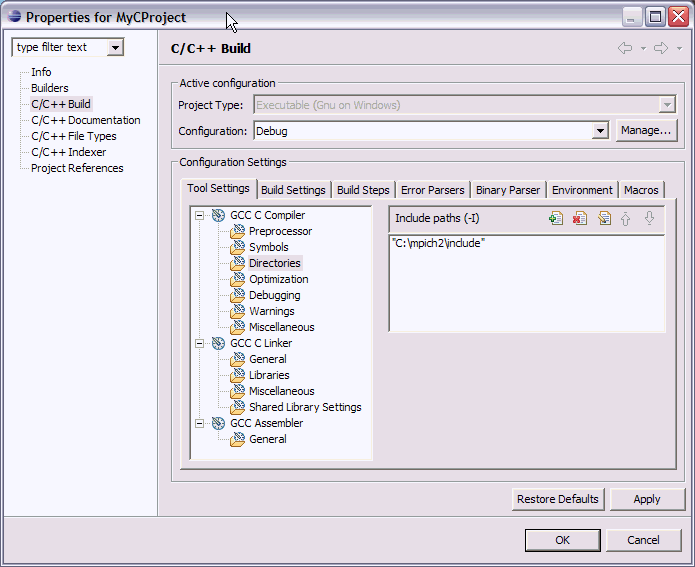 Properties for MyCProject
type filter text
Info
Builders
C/C++ Build
C/C++ Documentation
C/C++ File Types
C/C++ Indexer
Project References
C/C++ Build
Active configuration
Project Type: Executable (Gnu on Windows)
Configuration: Debug Manage...
Configuration Settings
Tool Settings Build Settings Build Steps Error Parsers Binary Parser Environment Macros
GCC C Compiler
Preprocessor
Symbols
Directories
Optimization
Debugging
Warnings
Miscellaneous
GCC C Linker
General
Libraries
Miscellaneous
Shared Library Settings
GCC Assembler
General
Include paths (-I)
"C:\mpich2\include"
Restore Defaults Apply
OK Cancel